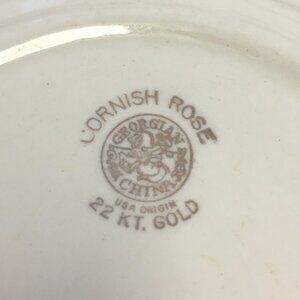 CORNISH ROSE
GEORGIAN
CHINA
USA ORIGIN
22 KT. GOLD